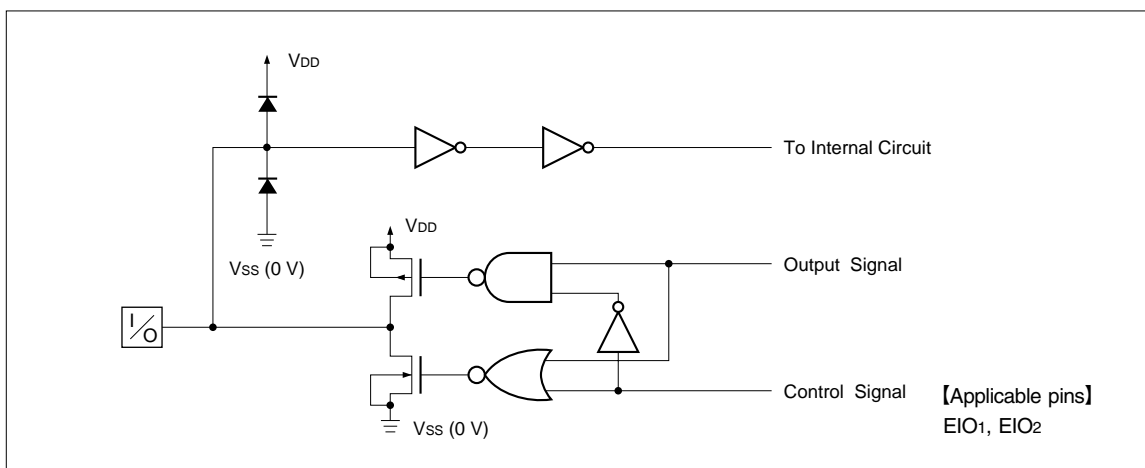 VDD
To Internal Circuit
VDD
Output Signal
VSS (0 V)
I/O
Control Signal 【Applicable pins】
VSS (0 V)
EIO1, EIO2